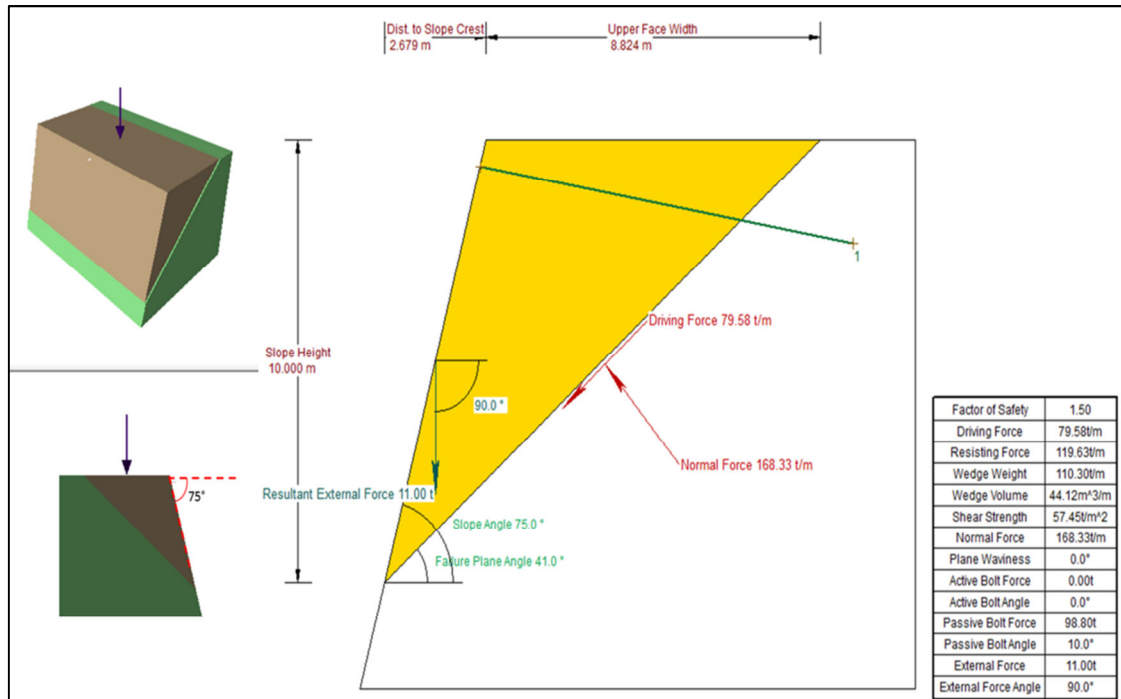 Dist. to Slope Crest
2.679 m
Upper Face Width
8.824 m
Slope Height
10.000 m
1
Driving Force 79.58 t/m
90.0 °
Normal Force 168.33 t/m
Resultant External Force 11.00 t
Slope Angle 75.0 °
Failure Plane Angle 41.0 °
75°
Factor of Safety 1.50
Driving Force 79.58t/m
Resisting Force 119.63t/m
Wedge Weight 110.30t/m
Wedge Volume 44.12m^3/m
Shear Strength 57.45t/m^2
Normal Force 168.33t/m
Plane Waviness 0.0°
Active Bolt Force 0.00t
Active Bolt Angle 0.0°
Passive Bolt Force 98.80t
Passive Bolt Angle 10.0°
External Force 11.00t
External Force Angle 90.0°